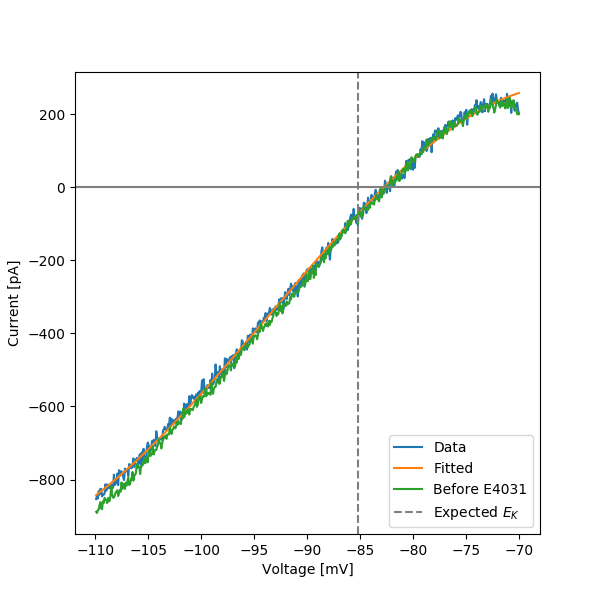 200
0
−200
−400
−600
−800
Current [pA]
Data
Fitted
Before E4031
Expected $E_K$
−110 −105 −100 −95 −90 −85 −80 −75 −70
Voltage [mV]